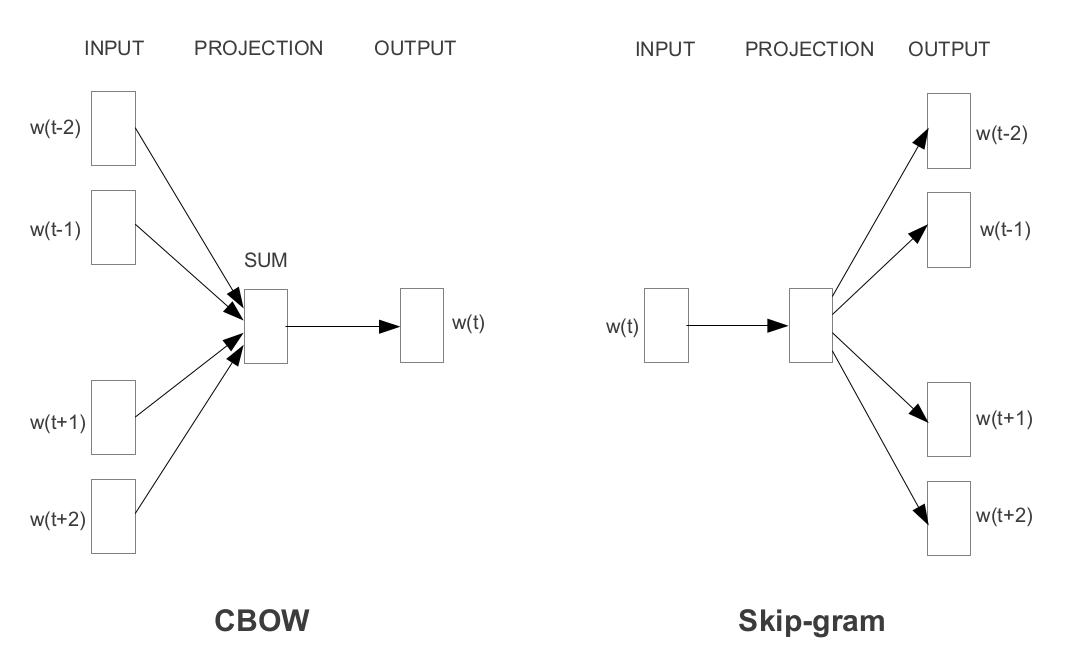 INPUT PROJECTION OUTPUT
w(t-2)
w(t-1)
SUM
w(t)
w(t+1)
w(t+2)
CBOW
INPUT PROJECTION OUTPUT
w(t-2)
w(t-1)
w(t)
w(t+1)
w(t+2)
Skip-gram